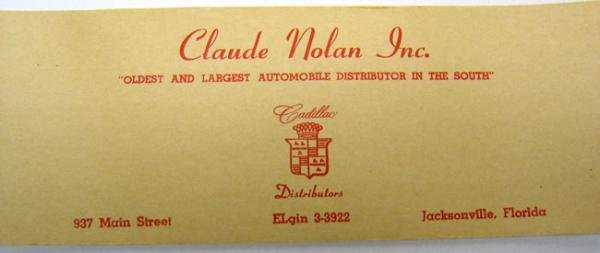 Claude Nolan Inc.
"OLDEST AND LARGEST AUTOMOBILE DISTRIBUTOR IN THE SOUTH"
Cadillac
Distributors
937 Main Street ELgin 3-3922 Jacksonville, Florida